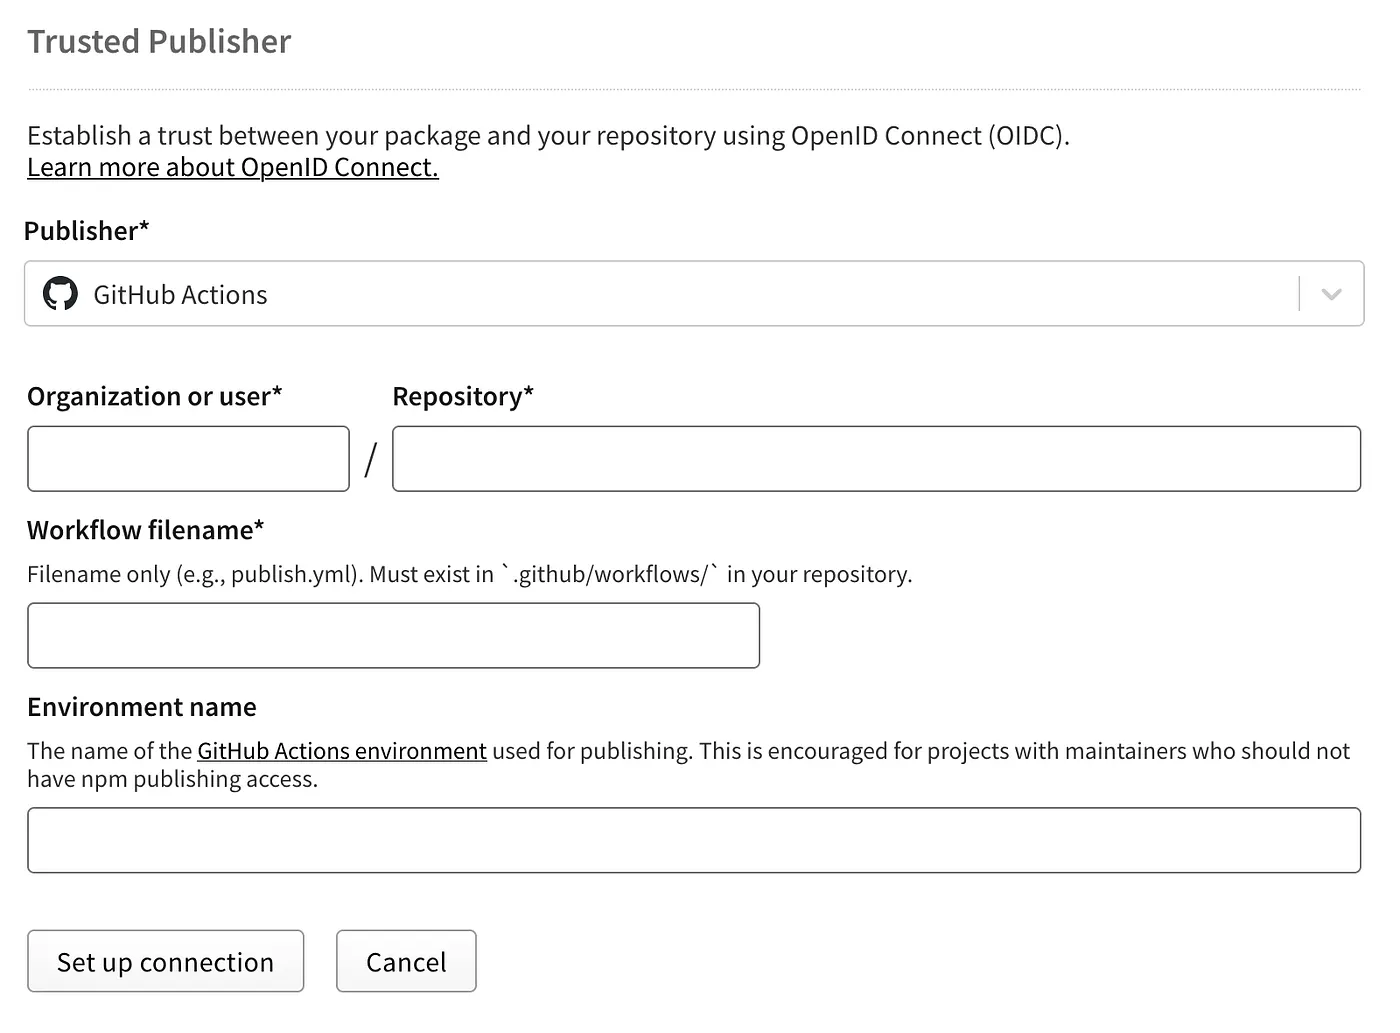 Trusted Publisher
Establish a trust between your package and your repository using OpenID Connect (OIDC).
Learn more about OpenID Connect.
Publisher*
GitHub Actions
Organization or user*
Repository*
/
Workflow filename*
Filename only (e.g., publish.yml). Must exist in `.github/workflows/` in your repository.
Environment name
The name of the GitHub Actions environment used for publishing. This is encouraged for projects with maintainers who should not
have npm publishing access.
Set up connection
Cancel